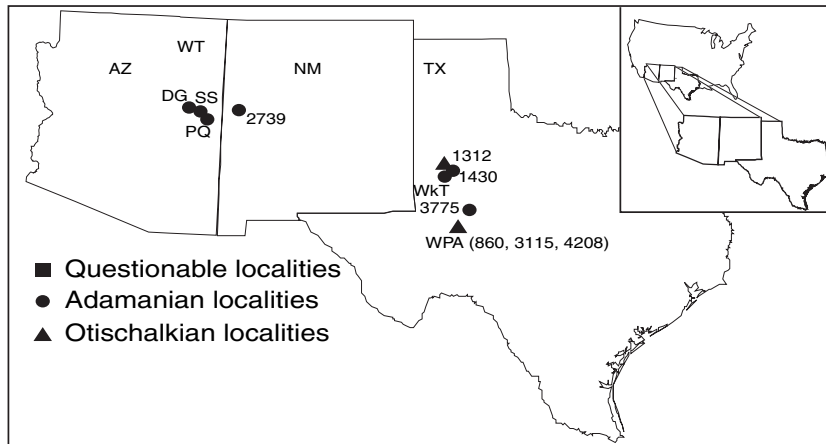 WT
AZ
NM
TX
DG SS
PQ
2739
1312
1430
WkT
3775
WPA (860, 3115, 4208)
Questionable localities
Adamanian localities
Otischalkian localities